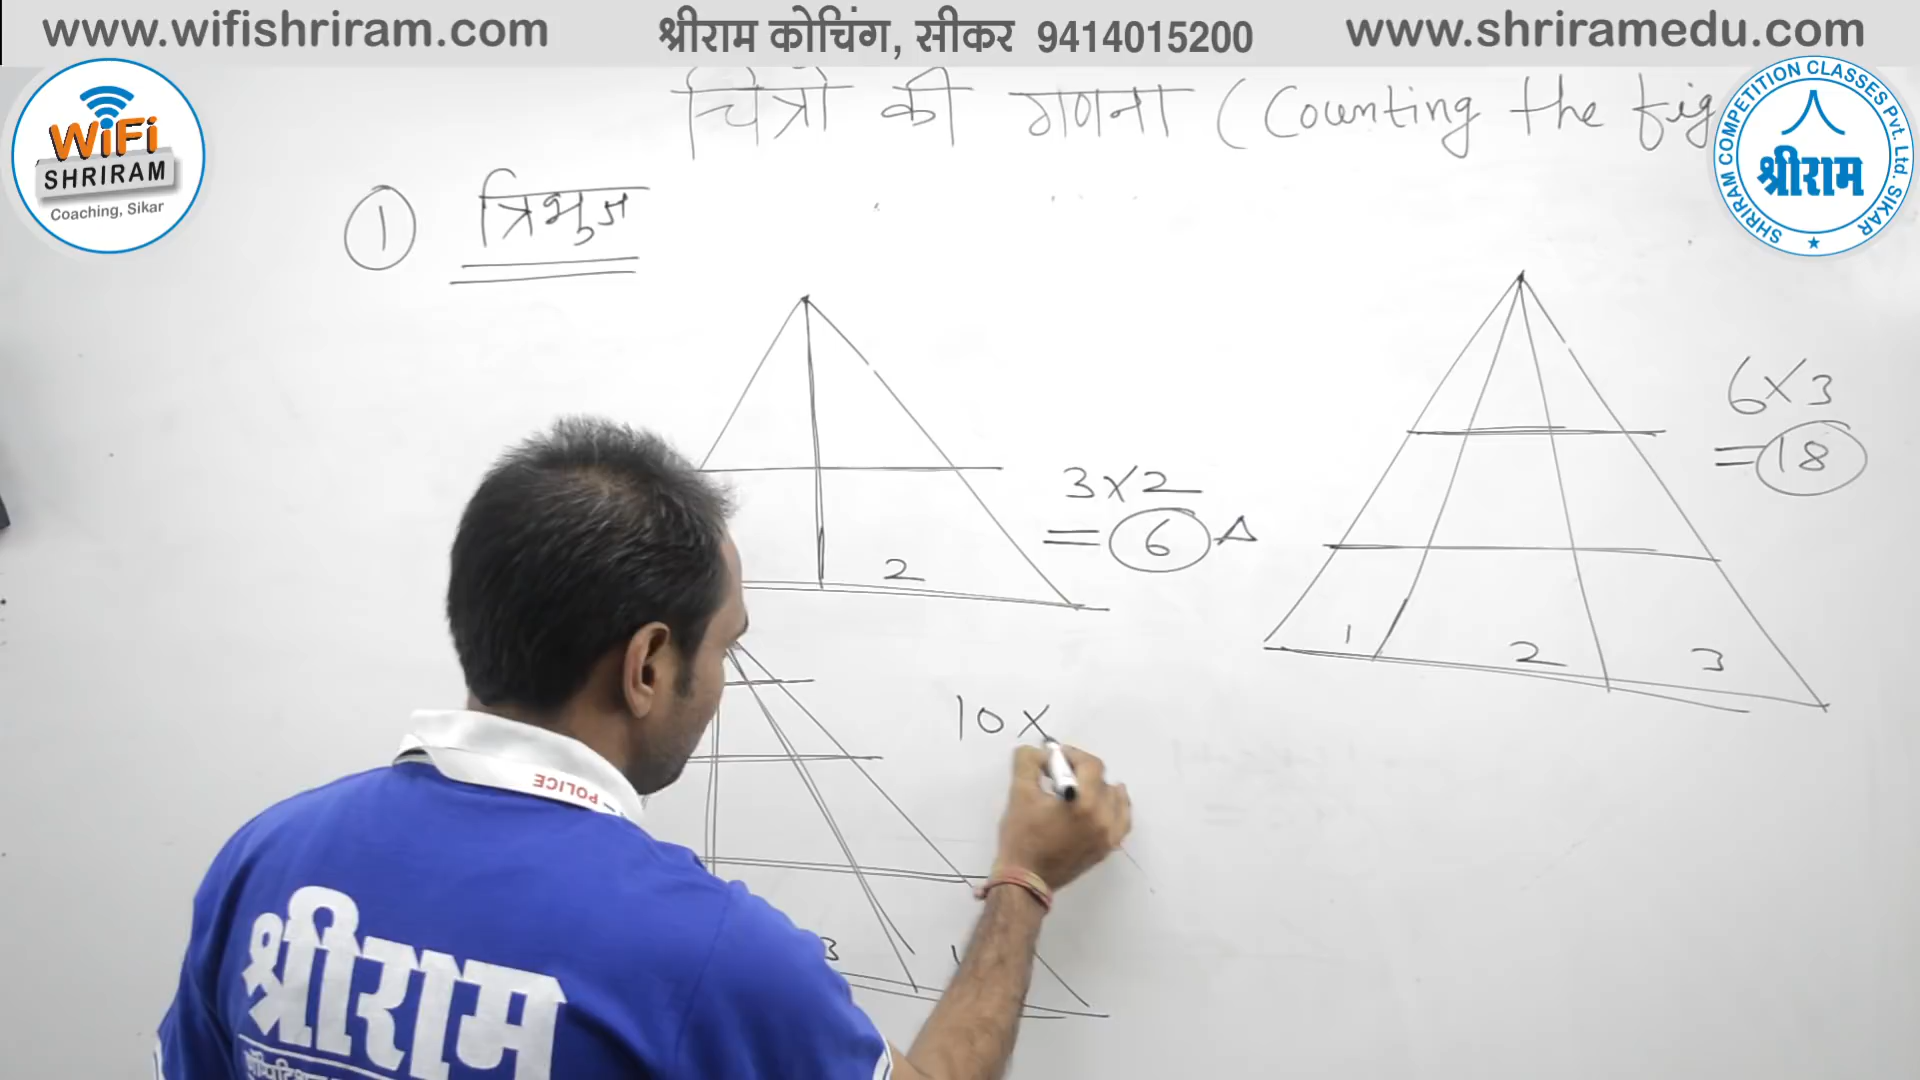 www.wifishriram.com
श्रीराम कोचिंग, सीकर 9414015200
www.shriramedu.com
WiFi
SHRIRAM
Coaching, Sikar
SHRIRAM COMPETITION CLASSES Pvt. Ltd. SIKAR
श्रीराम
चित्रों की गणना (Counting the fig
1 त्रिभुज
3×2
= 6 Δ
2
6×3
= 18
1 2 3
10×
3
POLICE
श्रीराम